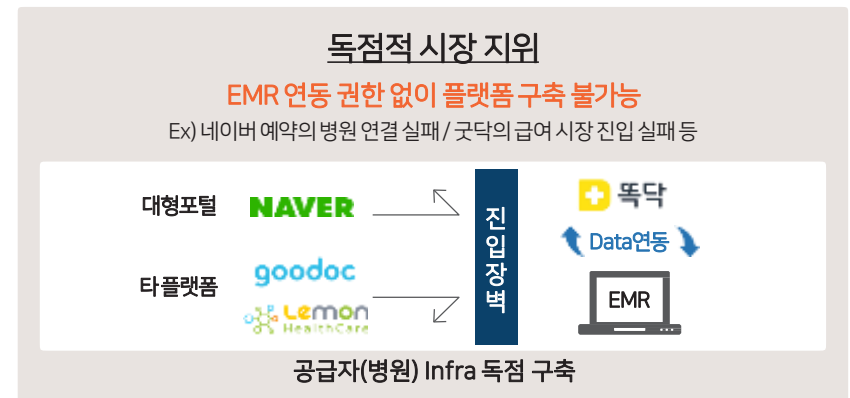 독점적 시장 지위
EMR 연동 권한 없이 플랫폼 구축 불가능
Ex) 네이버 예약의 병원 연결 실패 / 굿닥의 급여 시장 진입 실패 등
대형포털
NAVER
타 플랫폼
goodoc
Lemon
HealthCare
진입장벽
똑닥
Data연동
EMR
공급자(병원) Infra 독점 구축